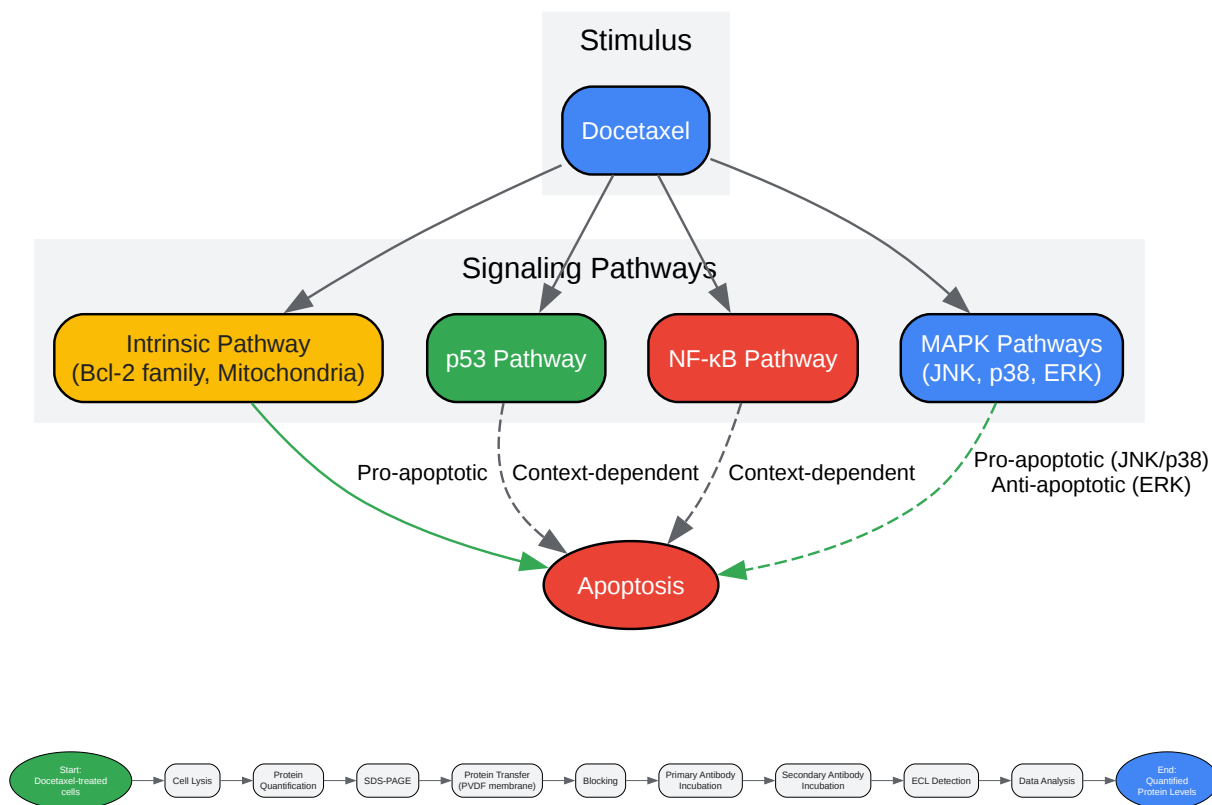 Stimulus
Docetaxel
Signaling Pathways
Intrinsic Pathway
(Bcl-2 family, Mitochondria)
p53 Pathway
NF-κB Pathway
MAPK Pathways
(JNK, p38, ERK)
Pro-apoptotic
Context-dependent
Context-dependent
Pro-apoptotic (JNK/p38)
Anti-apoptotic (ERK)
Apoptosis
Start:
Docetaxel-treated
cells
Cell Lysis
Protein
Quantification
SDS-PAGE
Protein Transfer
(PVDF membrane)
Blocking
Primary Antibody
Incubation
Secondary Antibody
Incubation
ECL Detection
Data Analysis
End:
Quantified
Protein Levels